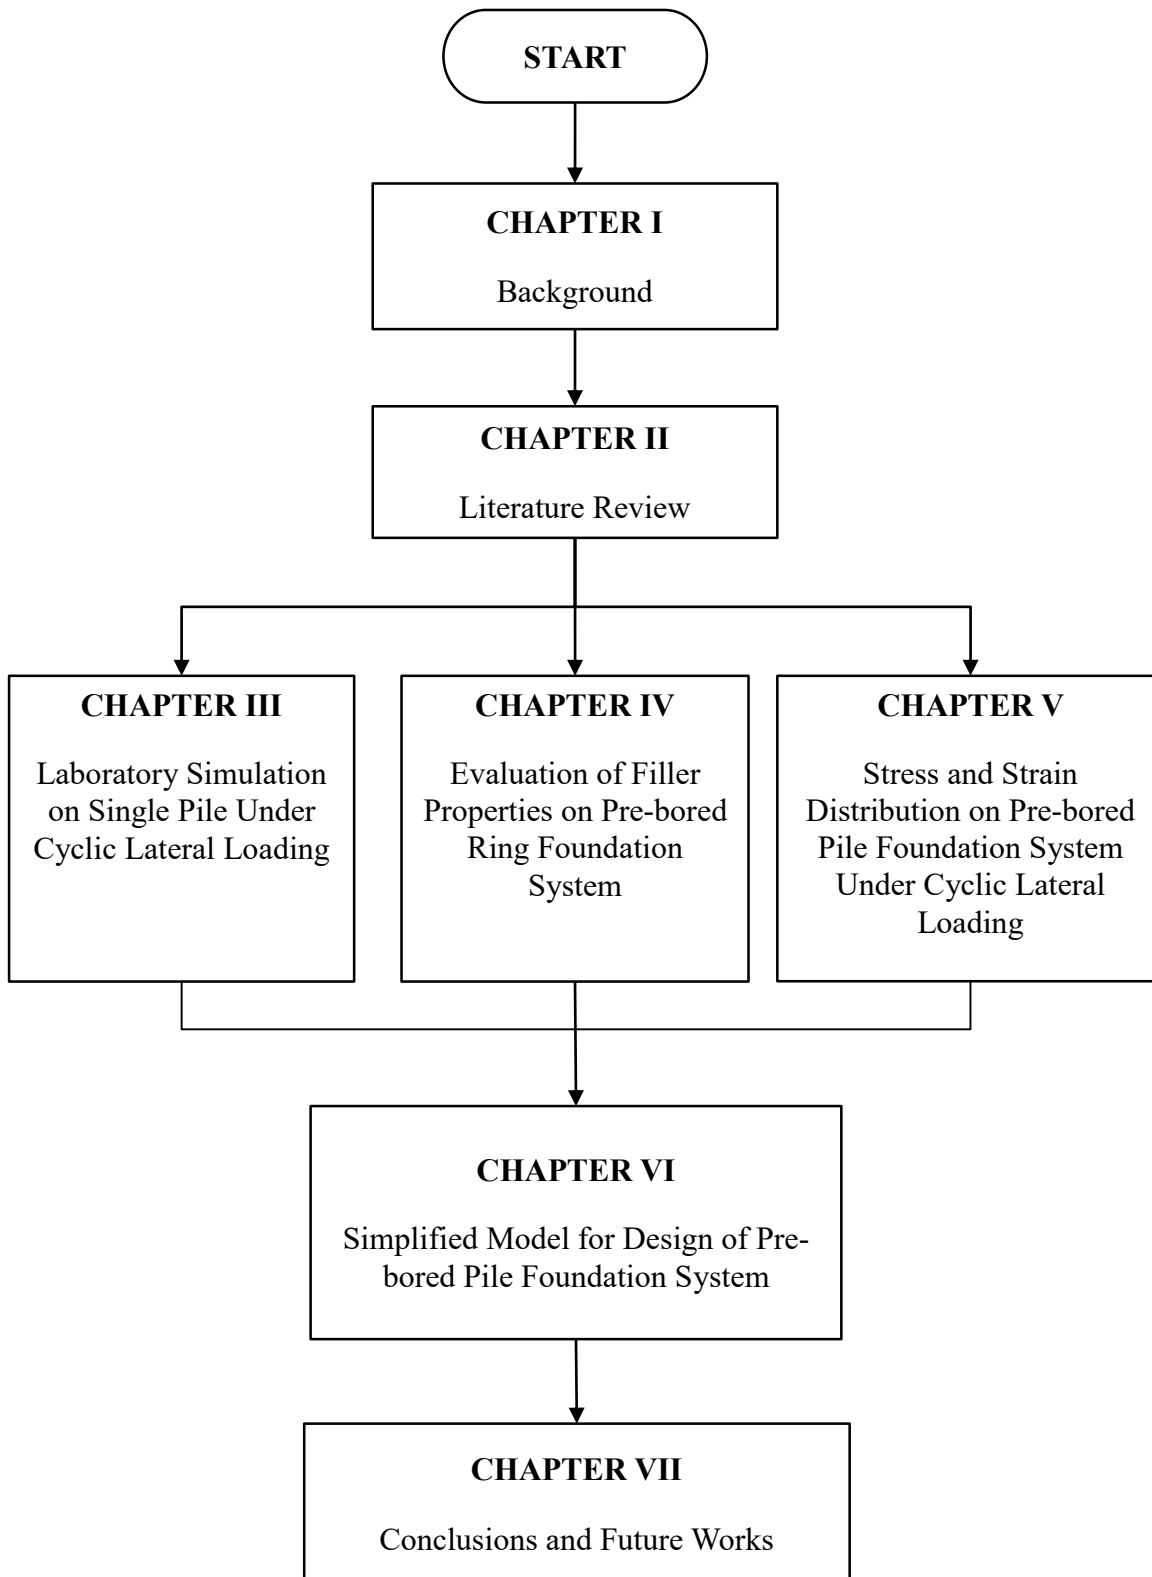 START
CHAPTER I
Background
CHAPTER II
Literature Review
CHAPTER III
Laboratory Simulation
on Single Pile Under
Cyclic Lateral Loading
CHAPTER IV
Evaluation of Filler
Properties on Pre-bored
Ring Foundation
System
CHAPTER V
Stress and Strain
Distribution on Pre-bored
Pile Foundation System
Under Cyclic Lateral
Loading
CHAPTER VI
Simplified Model for Design of Pre-
bored Pile Foundation System
CHAPTER VII
Conclusions and Future Works